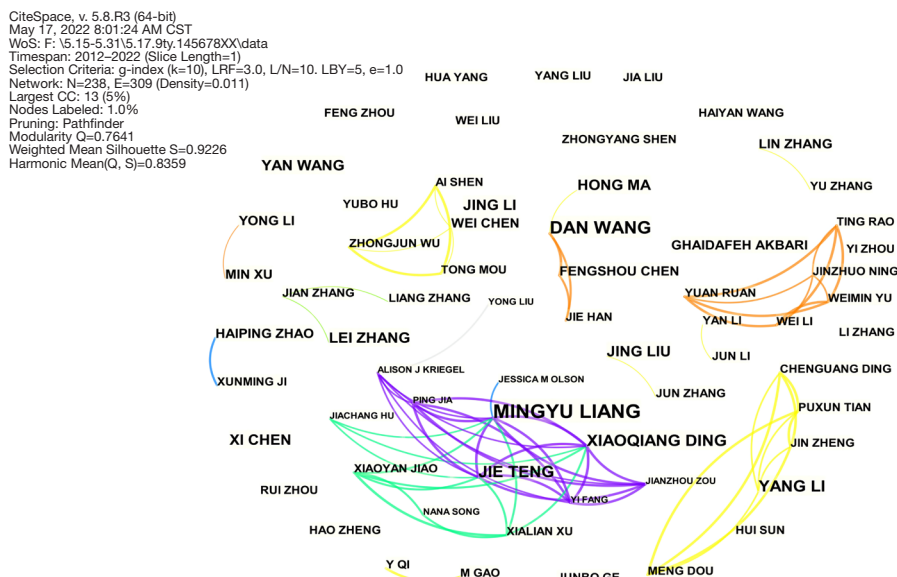 CiteSpace, v. 5.8.R3 (64-bit)
May 17, 2022 8:01:24 AM CST
WoS: F: \5.15-5.31\5.17.9ty.145678XX\data
Timespan: 2012–2022 (Slice Length=1)
Selection Criteria: g-index (k=10), LRF=3.0, L/N=10. LBY=5, e=1.0
Network: N=238, E=309 (Density=0.011)
Largest CC: 13 (5%)
Nodes Labeled: 1.0%
Pruning: Pathfinder
Modularity Q=0.7641
Weighted Mean Silhouette S=0.9226
Harmonic Mean(Q, S)=0.8359
HUA YANG
YANG LIU
JIA LIU
FENG ZHOU
WEI LIU
HAIYAN WANG
ZHONGYANG SHEN
LIN ZHANG
YAN WANG
AI SHEN
HONG MA
YU ZHANG
YUBO HU
JING LI
YONG LI
WEI CHEN
DAN WANG
TING RAO
ZHONGJUN WU
GHAIDAFEH AKBARI
YI ZHOU
MIN XU
TONG MOU
FENGSHOU CHEN
JINZHUO NING
JIAN ZHANG
LIANG ZHANG
YONG LIU
YUAN RUAN
WEIMIN YU
JIE HAN
YAN LI
WEI LI
HAIPING ZHAO
LEI ZHANG
LI ZHANG
JING LIU
JUN LI
XUNMING JI
ALISON J KRIEGEL
JESSICA M OLSON
JUN ZHANG
CHENGUANG DING
PING JIA
JIACHANG HU
MINGYU LIANG
PUXUN TIAN
XI CHEN
XIAOQIANG DING
JIN ZHENG
XIAOYAN JIAO
JIE TENG
RUI ZHOU
JIANZHOU ZOU
YANG LI
YI FANG
NANA SONG
HAO ZHENG
XIALIAN XU
HUI SUN
Y QI
M GAO
JUNBO GE
MENG DOU